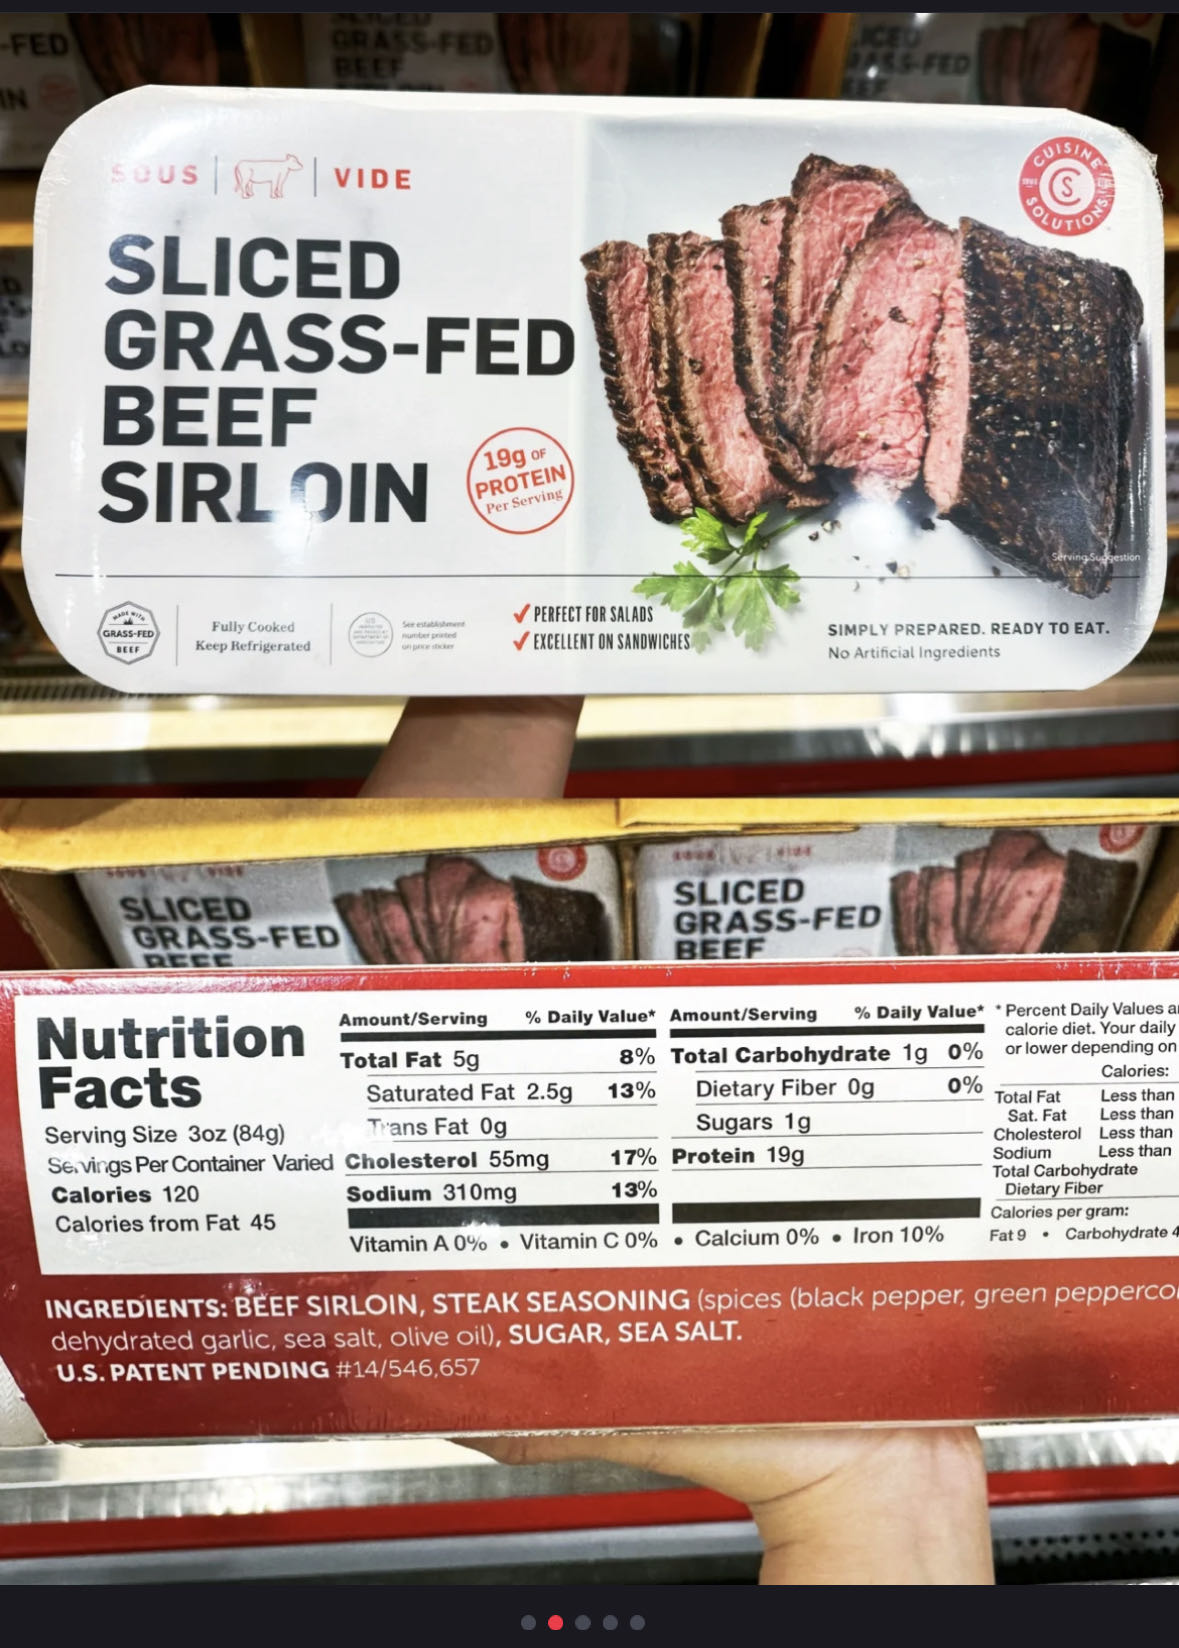 SOUS VIDE
SLICED
GRASS-FED
BEEF
SIRLOIN
19g OF
PROTEIN
Per Serving
CUISINE
SOLUTIONS
CS
Serving Suggestion
MADE WITH
GRASS-FED
BEEF
Fully Cooked
Keep Refrigerated
See establishment
number printed
on price sticker
✓ PERFECT FOR SALADS
✓ EXCELLENT ON SANDWICHES
SIMPLY PREPARED. READY TO EAT.
No Artificial Ingredients
SLICED
GRASS-FED
BEEF
SLICED
GRASS-FED
BEEF
Nutrition
Facts
Serving Size 3oz (84g)
Servings Per Container Varied
Calories 120
Calories from Fat 45
Amount/Serving % Daily Value*
Total Fat 5g 8%
Saturated Fat 2.5g 13%
Trans Fat 0g
Cholesterol 55mg 17%
Sodium 310mg 13%
Amount/Serving % Daily Value*
Total Carbohydrate 1g 0%
Dietary Fiber 0g 0%
Sugars 1g
Protein 19g
Vitamin A 0% • Vitamin C 0% • Calcium 0% • Iron 10%
* Percent Daily Values
calorie diet. Your daily
or lower depending on
Calories:
Total Fat Less than
Sat. Fat Less than
Cholesterol Less than
Sodium Less than
Total Carbohydrate
Dietary Fiber
Calories per gram:
Fat 9 • Carbohydrate 4
INGREDIENTS: BEEF SIRLOIN, STEAK SEASONING (spices (black pepper, green pepperco
dehydrated garlic, sea salt, olive oil), SUGAR, SEA SALT.
U.S. PATENT PENDING #14/546,657